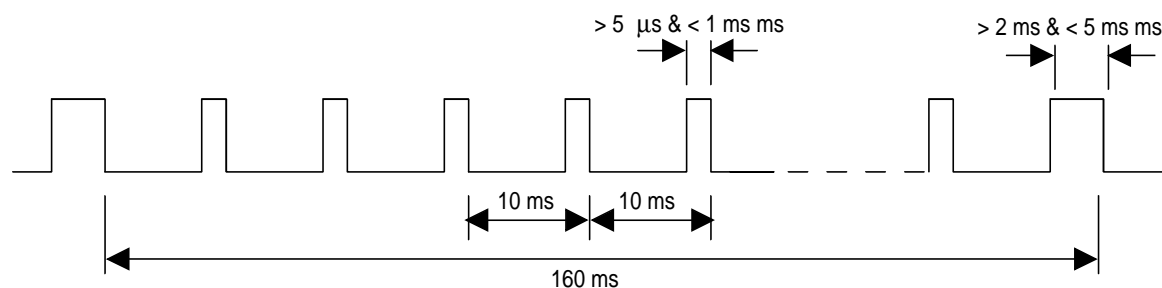 > 5 μs & < 1 ms ms
> 2 ms & < 5 ms ms
10 ms
10 ms
160 ms